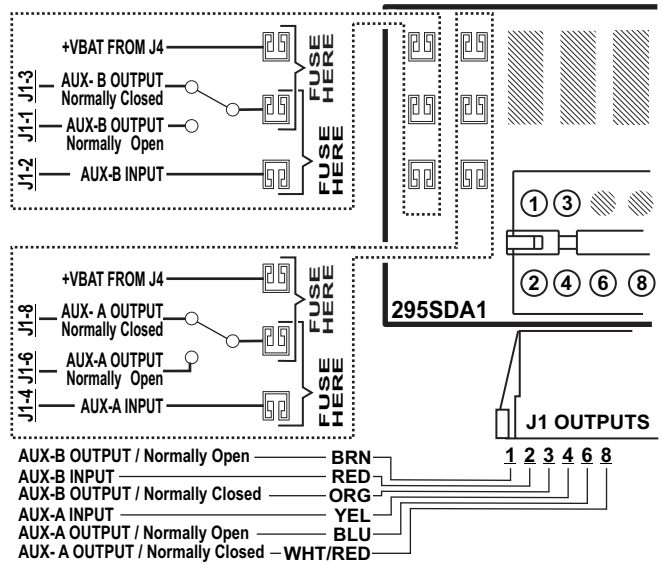 +VBAT FROM J4
J1-3
AUX- B OUTPUT
Normally Closed
J1-1
AUX-B OUTPUT
Normally Open
J1-2
AUX-B INPUT
FUSE
HERE
FUSE
HERE
1 3
2 4 6 8
295SDA1
+VBAT FROM J4
J1-8
AUX- A OUTPUT
Normally Closed
J1-6
AUX-A OUTPUT
Normally Open
J1-4
AUX-A INPUT
FUSE
HERE
FUSE
HERE
J1 OUTPUTS
1 2 3 4 6 8
AUX-B OUTPUT / Normally Open BRN
AUX-B INPUT RED
AUX-B OUTPUT / Normally Closed ORG
AUX-A INPUT YEL
AUX-A OUTPUT / Normally Open BLU
AUX- A OUTPUT / Normally Closed WHT/RED